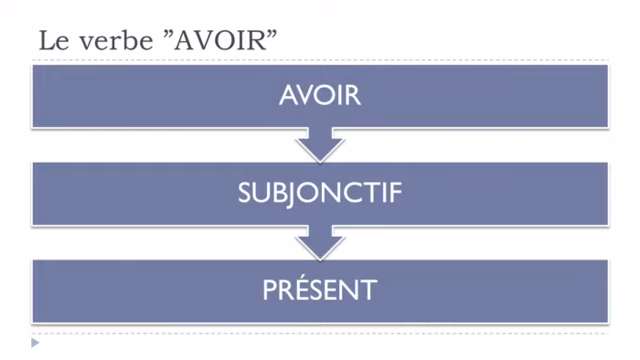 Le verbe ”AVOIR”
AVOIR
SUBJONCTIF
PRÉSENT